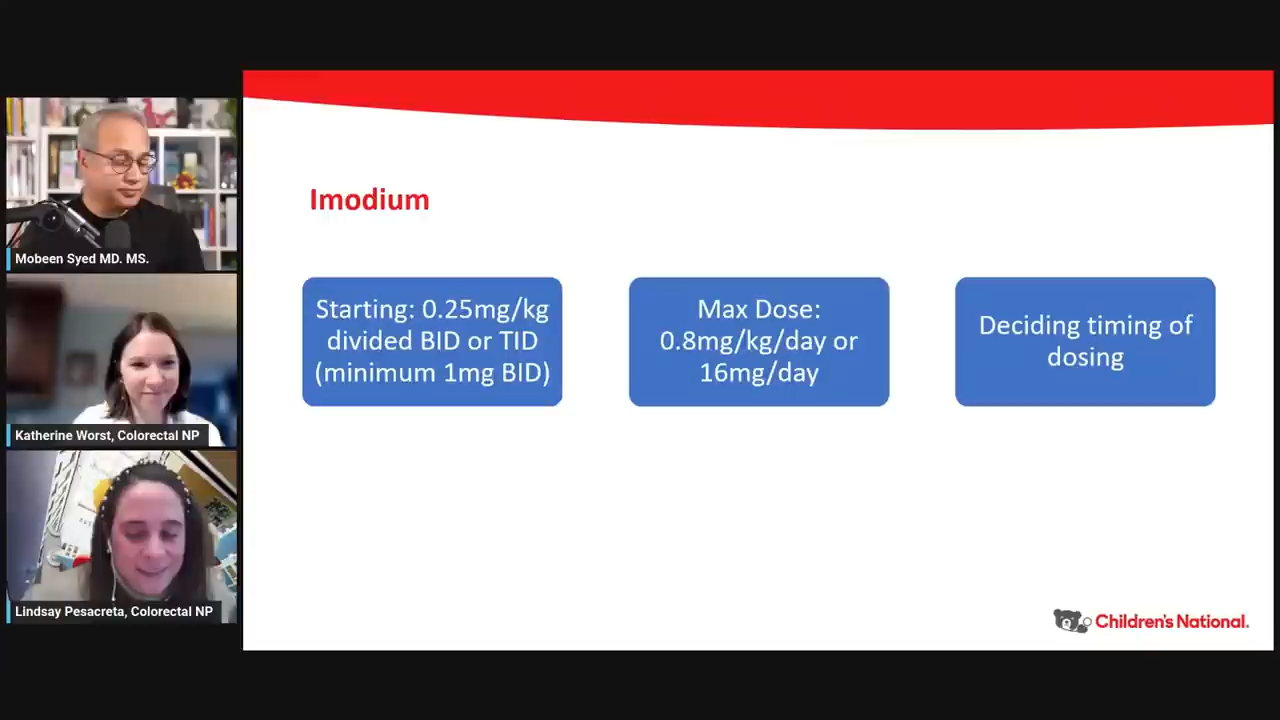 Mobeen Syed MD. MS.
Katherine Worst, Colorectal NP
Lindsay Pesacreta, Colorectal NP
Imodium
Starting: 0.25mg/kg
divided BID or TID
(minimum 1mg BID)
Max Dose:
0.8mg/kg/day or
16mg/day
Deciding timing of
dosing
Children's National.